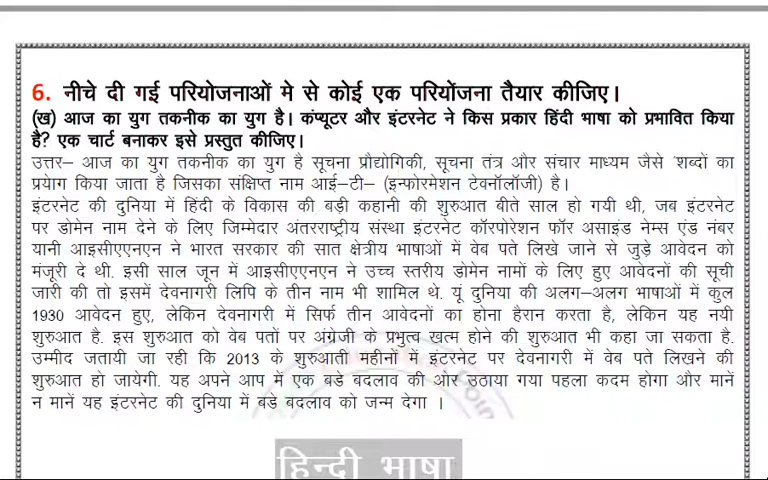 6. नीचे दी गई परियोजनाओं मे से कोई एक परियोंजना तैयार कीजिए।
(ख) आज का युग तकनीक का युग है। कंप्यूटर और इंटरनेट ने किस प्रकार हिंदी भाषा को प्रभावित किया
है? एक चार्ट बनाकर इसे प्रस्तुत कीजिए।
उत्तर– आज का युग तकनीक का युग है सूचना प्रौद्योगिकी, सूचना तंत्र और संचार माध्यम जैसे शब्दों का
प्रयोग किया जाता है जिसका संक्षिप्त नाम आई–टी– (इन्फोरमेशन टेक्नॉलॉजी) है।
इंटरनेट की दुनिया में हिंदी के विकास की बड़ी कहानी की शुरुआत बीते साल हो गयी थी, जब इंटरनेट
पर डोमेन नाम देने के लिए जिम्मेदार अंतरराष्ट्रीय संस्था इंटरनेट कॉरपोरेशन फॉर असाइंड नेम्स एंड नंबर
यानी आइसीएएनएन ने भारत सरकार की सात क्षेत्रीय भाषाओं में वेब पते लिखे जाने से जुड़े आवेदन को
मंजूरी दे थी. इसी साल जून में आइसीएएनएन ने उच्च स्तरीय डोमेन नामों के लिए हुए आवेदनों की सूची
जारी की तो इसमें देवनागरी लिपि के तीन नाम भी शामिल थे. यूं दुनिया की अलग–अलग भाषाओं में कुल
1930 आवेदन हुए, लेकिन देवनागरी में सिर्फ तीन आवेदनों का होना हैरान करता है, लेकिन यह नयी
शुरुआत है. इस शुरुआत को वेब पतों पर अंग्रेजी के प्रभुत्व खत्म होने की शुरुआत भी कहा जा सकता है.
उम्मीद जतायी जा रही कि 2013 के शुरुआती महीनों में इंटरनेट पर देवनागरी में वेब पते लिखने की
शुरुआत हो जायेगी. यह अपने आप में एक बडे बदलाव की ओर उठाया गया पहला कदम होगा और मानें
न मानें यह इंटरनेट की दुनिया में बडे बदलाव को जन्म देगा ।
हिन्दी भाषा